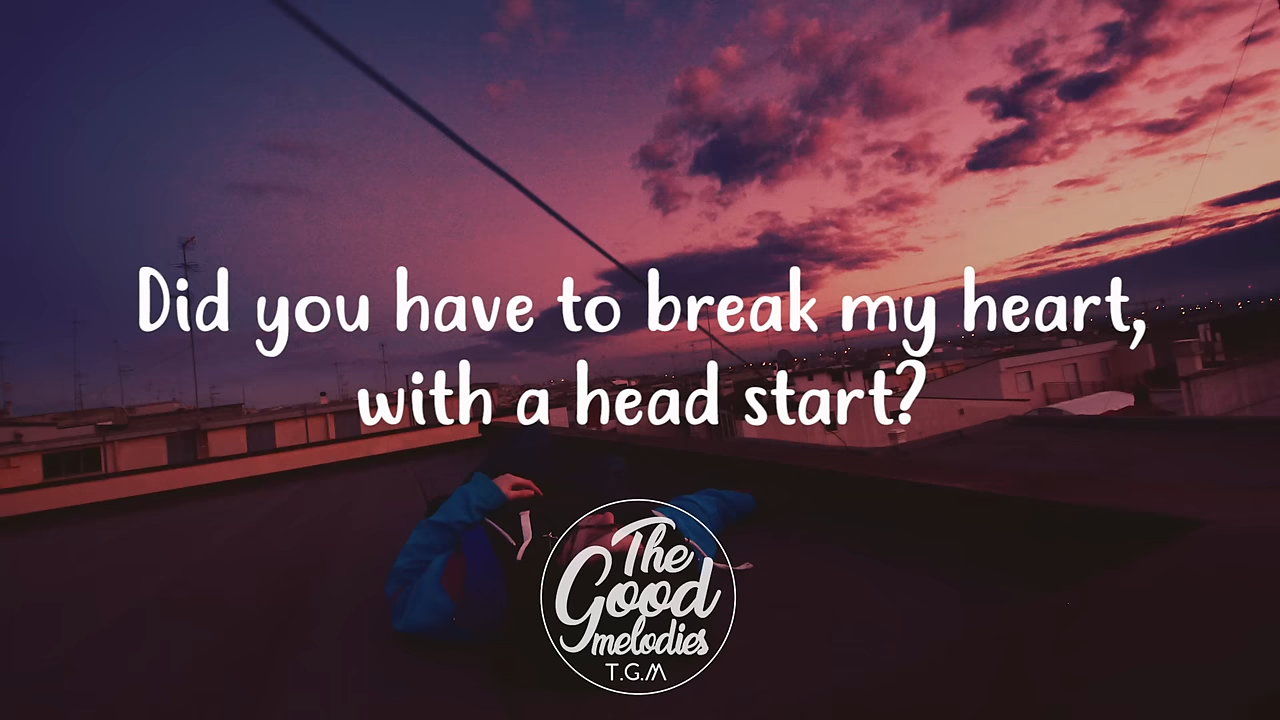 Did you have to break my heart,
with a head start?
The
Good
melodies
T.G.M